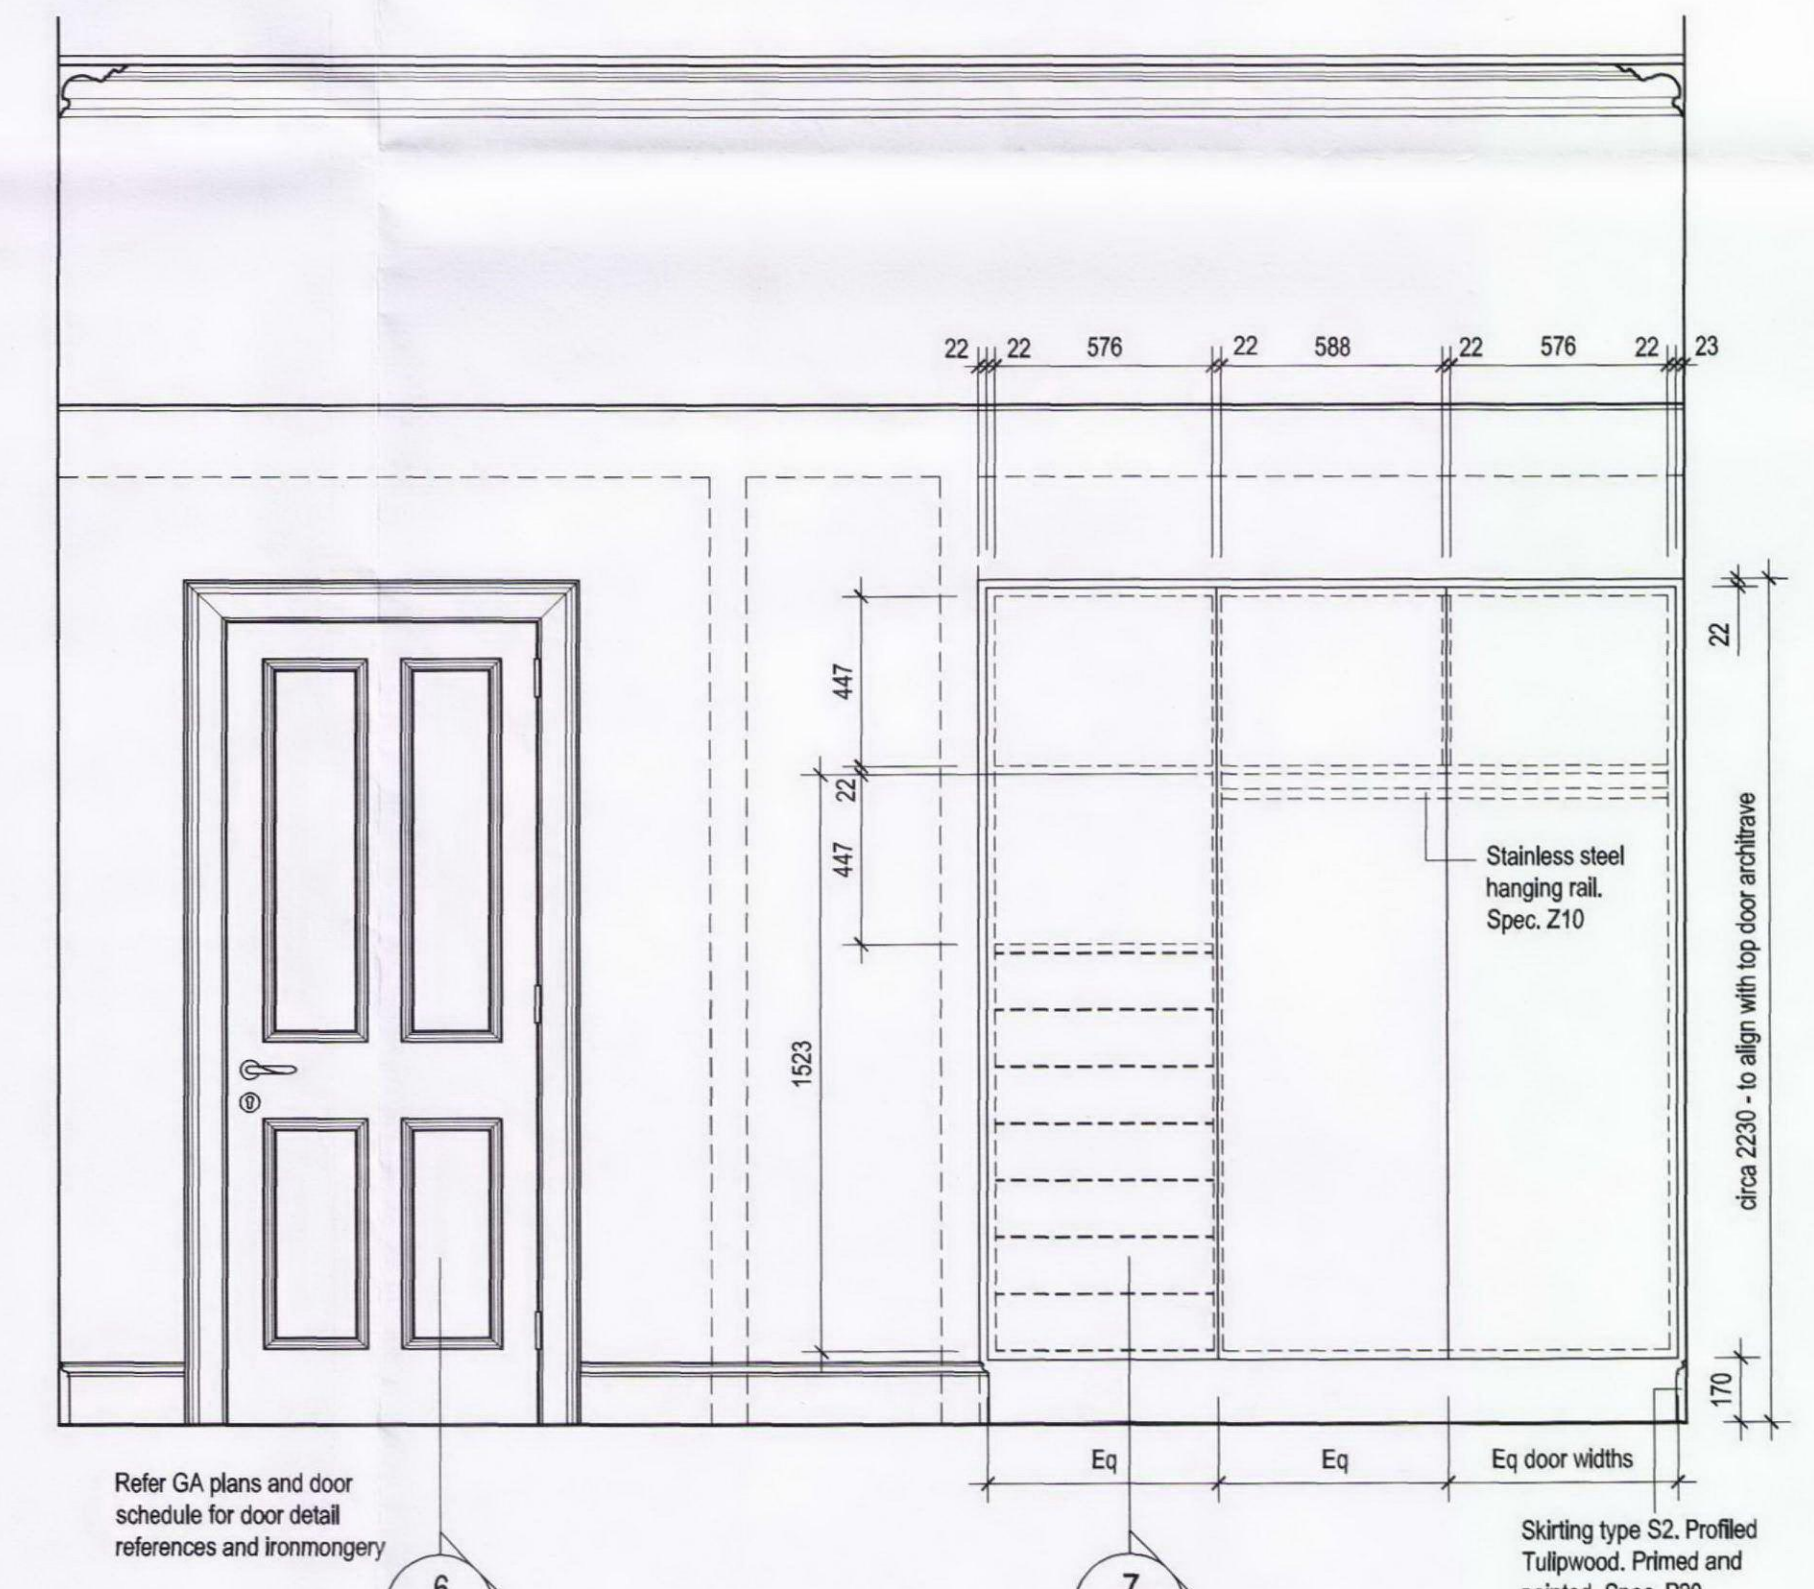 22 22 576 22 588 22 576 22 23
22
447
22
447
1523
Stainless steel
hanging rail.
Spec. Z10
circa 2230 - to align with top door architrave
170
Eq Eq Eq door widths
Refer GA plans and door
schedule for door detail
references and ironmongery
Skirting type S2. Profiled
Tulipwood. Primed and
6 7